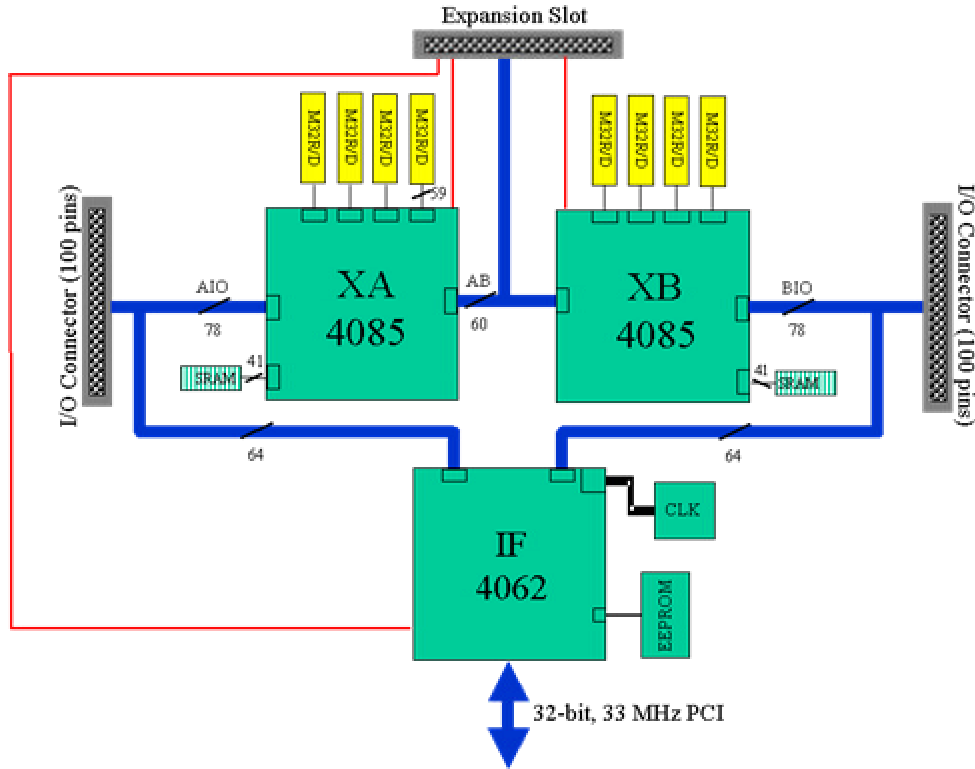 Expansion Slot
M32R/D
M32R/D
M32R/D
M32R/D
M32R/D
M32R/D
M32R/D
M32R/D
59
I/O Connector (100 pins)
I/O Connector (100 pins)
XA
4085
XB
4085
AIO
78
AB
60
BIO
78
41
SRAM
41
SRAM
64
64
IF
4062
CLK
EEPROM
32-bit, 33 MHz PCI